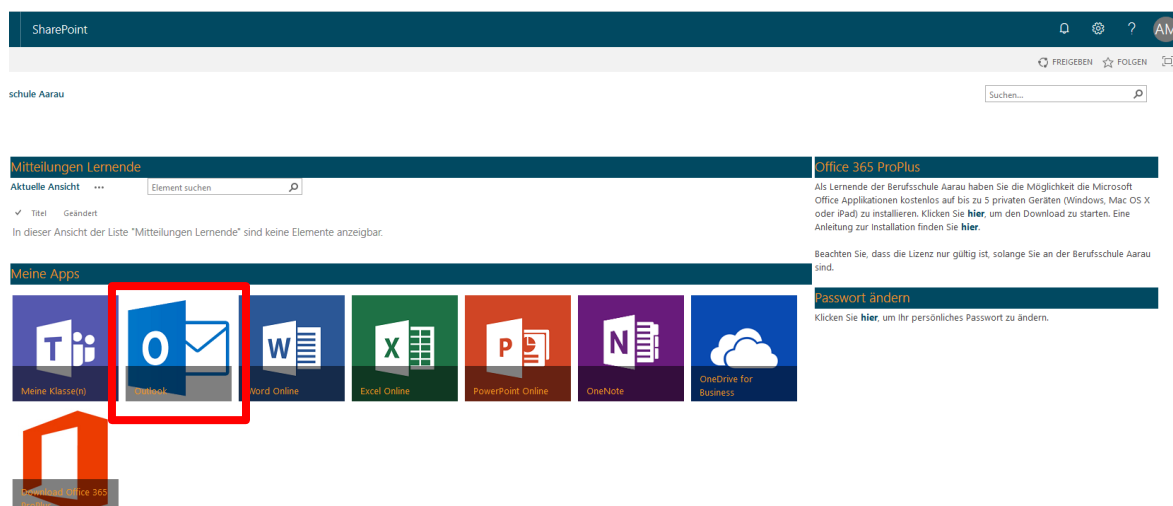 SharePoint
?
AM
FREIGEBEN
FOLGEN
schule Aarau
Suchen...
Mitteilungen Lernende
Aktuelle Ansicht ...
Element suchen
Titel Geändert
In dieser Ansicht der Liste "Mitteilungen Lernende" sind keine Elemente anzeigbar.
Office 365 ProPlus
Als Lernende der Berufsschule Aarau haben Sie die Möglichkeit die Microsoft
Office Applikationen kostenlos auf bis zu 5 privaten Geräten (Windows, Mac OS X
oder iPad) zu installieren. Klicken Sie hier, um den Download zu starten. Eine
Anleitung zur Installation finden Sie hier.
Beachten Sie, dass die Lizenz nur gültig ist, solange Sie an der Berufsschule Aarau
sind.
Passwort ändern
Klicken Sie hier, um Ihr persönliches Passwort zu ändern.
Meine Apps
T
Meine Klasse(n)
O
Outlook
W
Word Online
X
Excel Online
P
PowerPoint Online
N
OneNote
OneDrive for
Business
Download Office 365
ProPlus